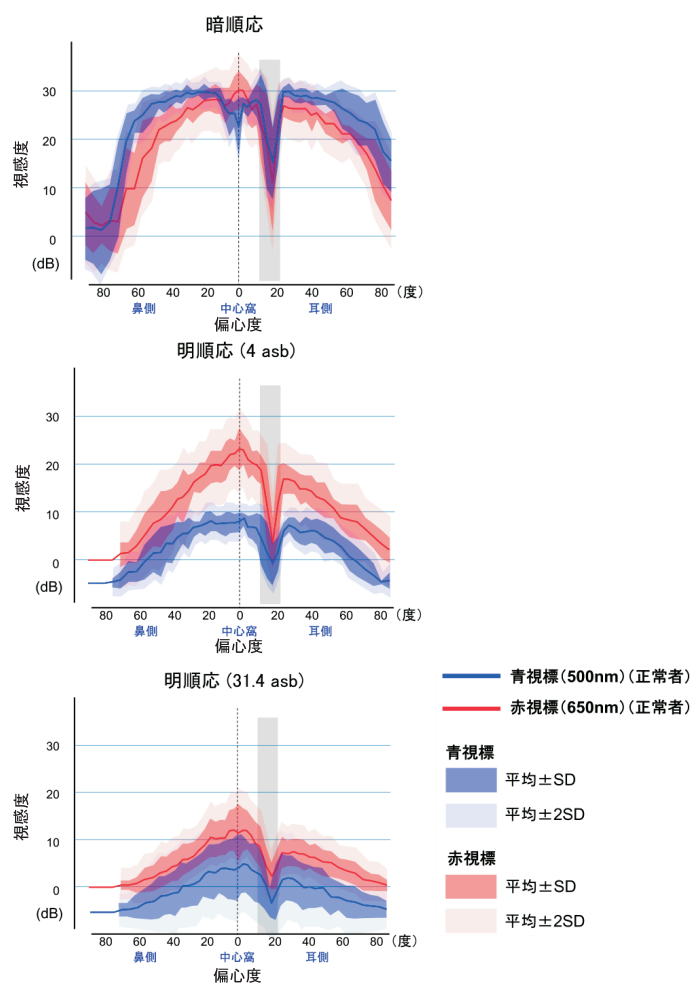 暗順応
30
20
10
0
(dB)
視感度
80 60 40 20 0 20 40 60 80 (度)
鼻側 中心窩 耳側
偏心度
明順応 (4 asb)
30
20
10
0
(dB)
視感度
80 60 40 20 0 20 40 60 80 (度)
鼻側 中心窩 耳側
偏心度
明順応 (31.4 asb)
30
20
10
0
(dB)
視感度
80 60 40 20 0 20 40 60 80 (度)
鼻側 中心窩 耳側
偏心度
青視標(500nm)(正常者)
赤視標(650nm)(正常者)
青視標
平均±SD
平均±2SD
赤視標
平均±SD
平均±2SD